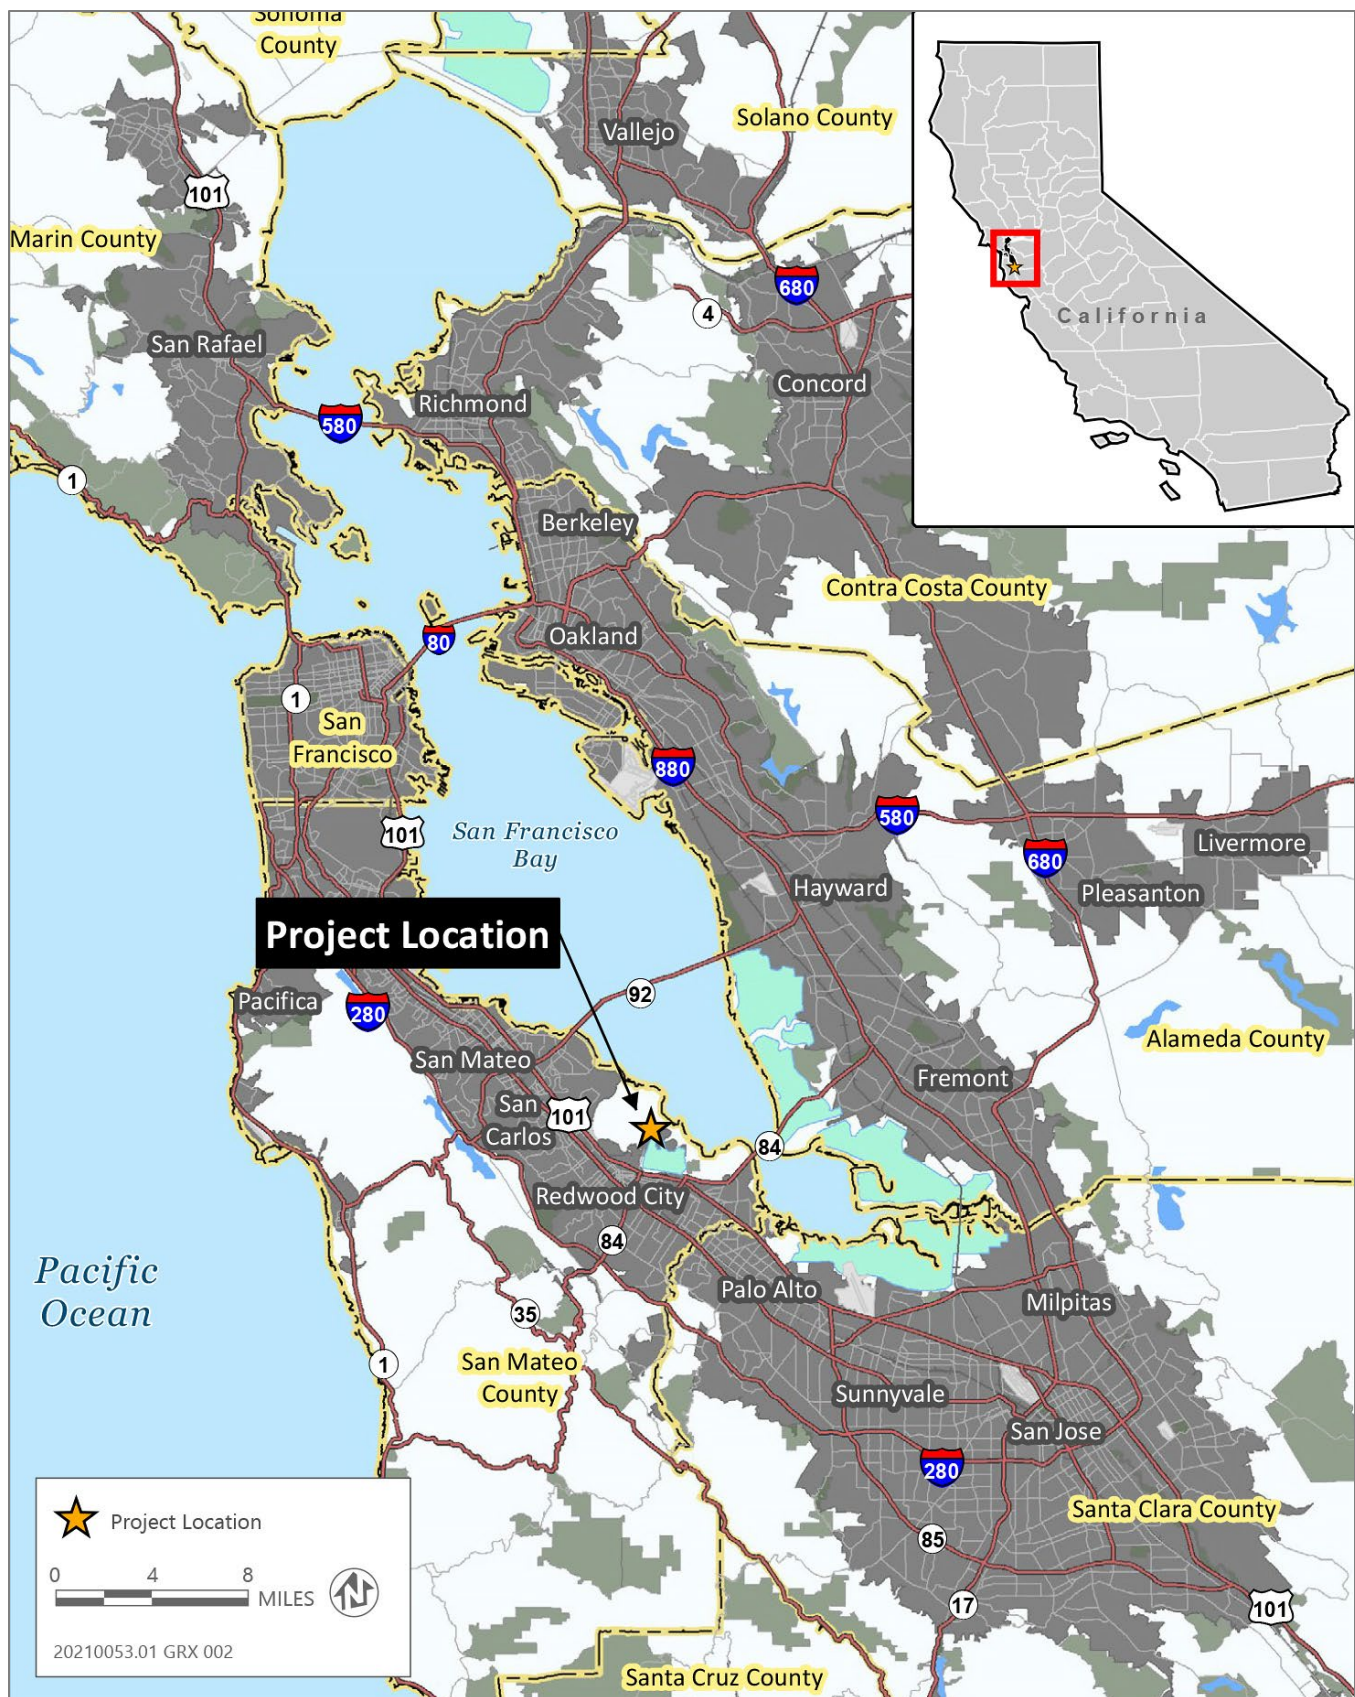 Sonoma
County
Vallejo
Solano County
101
Marin County
680
4
San Rafael
California
Concord
Richmond
580
1
Berkeley
Contra Costa County
Oakland
80
1
San
Francisco
880
580
101
San Francisco
Bay
Livermore
680
Hayward
Pleasanton
Project Location
92
Pacifica
280
Alameda County
San Mateo
Fremont
San
Carlos
101
84
Redwood City
84
Pacific
Ocean
Palo Alto
Milpitas
35
1
San Mateo
County
Sunnyvale
San Jose
280
Santa Clara County
85
17
101
Santa Cruz County
Project Location
0 4 8
MILES
N
20210053.01 GRX 002